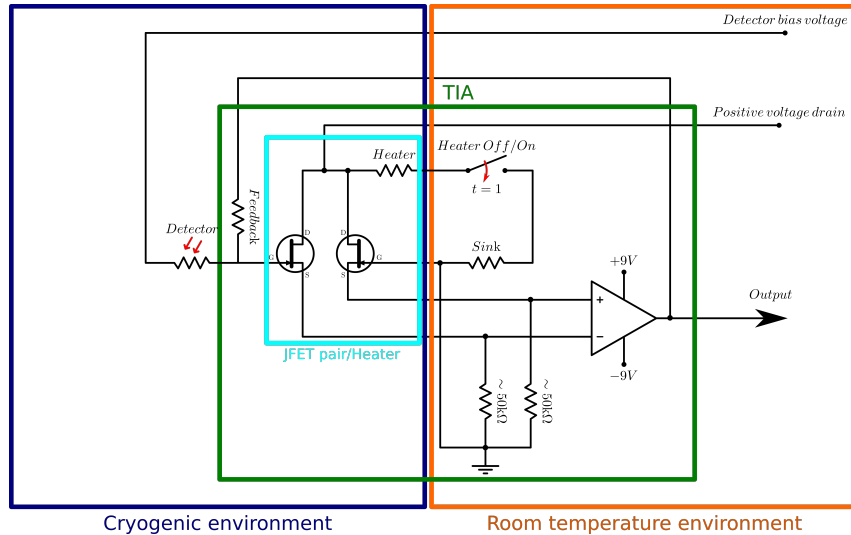 Detector bias voltage
TIA
Positive voltage drain
Heater
Heater Off/On
t = 1
Feedback
Detector
D
D
G
G
S
S
Sink
+9V
+
−
Output
−9V
JFET pair/Heater
~ 50kΩ
~ 50kΩ
Cryogenic environment
Room temperature environment